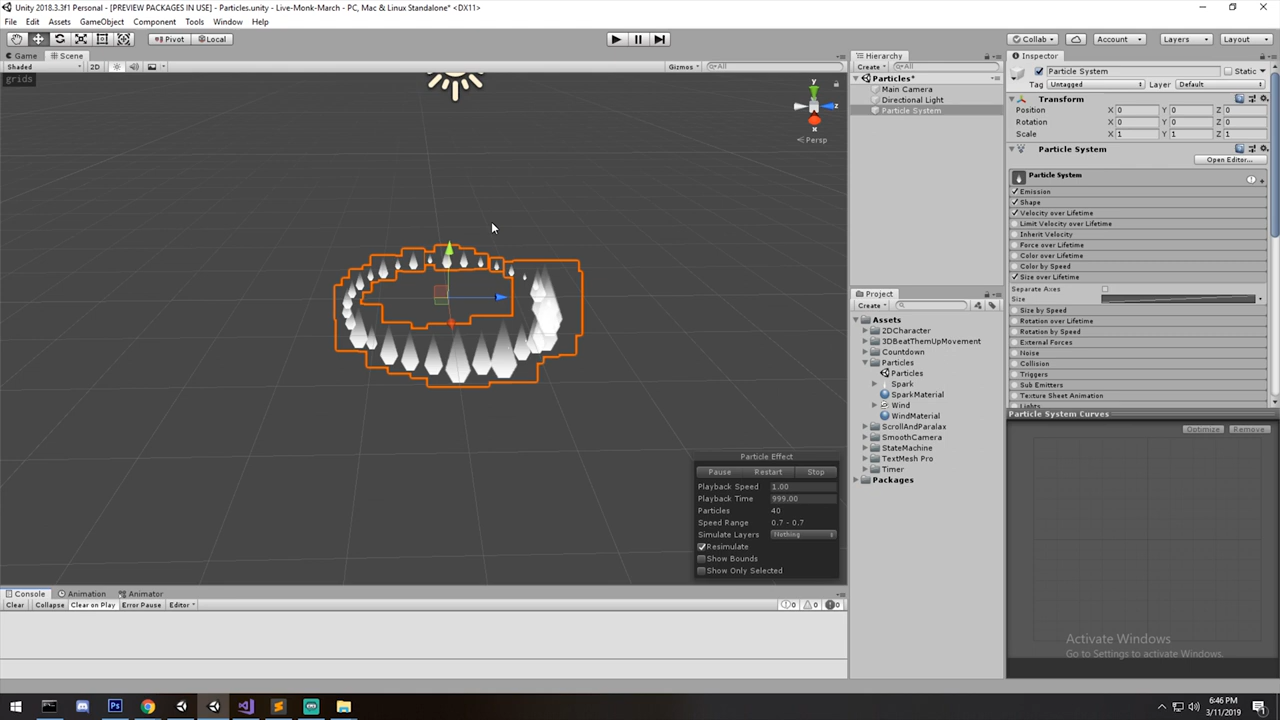 Unity 2018.3.3f1 Personal - [PREVIEW PACKAGES IN USE] - Particles.unity - Live-Monk-March - PC, Mac & Linux Standalone* <DX11>
File Edit Assets GameObject Component Tools Window Help
Pivot Local Collab Account Layers Layout
Game Scene
Shaded 2D Gizmos All
grids
y
z
x
Persp
Hierarchy
Create All
Particles*
Main Camera
Directional Light
Particle System
Project
Create
Assets
2DCharacter
3DBeatThemUpMovement
Countdown
Particles
Particles
Spark
SparkMaterial
Wind
WindMaterial
ScrollAndParalax
SmoothCamera
StateMachine
TextMesh Pro
Timer
Packages
Inspector
Particle System Static
Tag Untagged Layer Default
Transform
Position X 0 Y 0 Z 0
Rotation X 0 Y 0 Z 0
Scale X 1 Y 1 Z 1
Particle System
Open Editor...
Particle System
Emission
Shape
Velocity over Lifetime
Limit Velocity over Lifetime
Inherit Velocity
Force over Lifetime
Color over Lifetime
Color by Speed
Size over Lifetime
Separate Axes
Size
Size by Speed
Rotation over Lifetime
Rotation by Speed
External Forces
Noise
Collision
Triggers
Sub Emitters
Texture Sheet Animation
Lights
Particle System Curves
Optimize Remove
Particle Effect
Pause Restart Stop
Playback Speed 1.00
Playback Time 999.00
Particles 40
Speed Range 0.7 - 0.7
Simulate Layers Nothing
Resimulate
Show Bounds
Show Only Selected
Console Animation Animator
Clear Collapse Clear on Play Error Pause Editor 0 0 0
Activate Windows
Go to Settings to activate Windows.
6:46 PM
3/11/2019